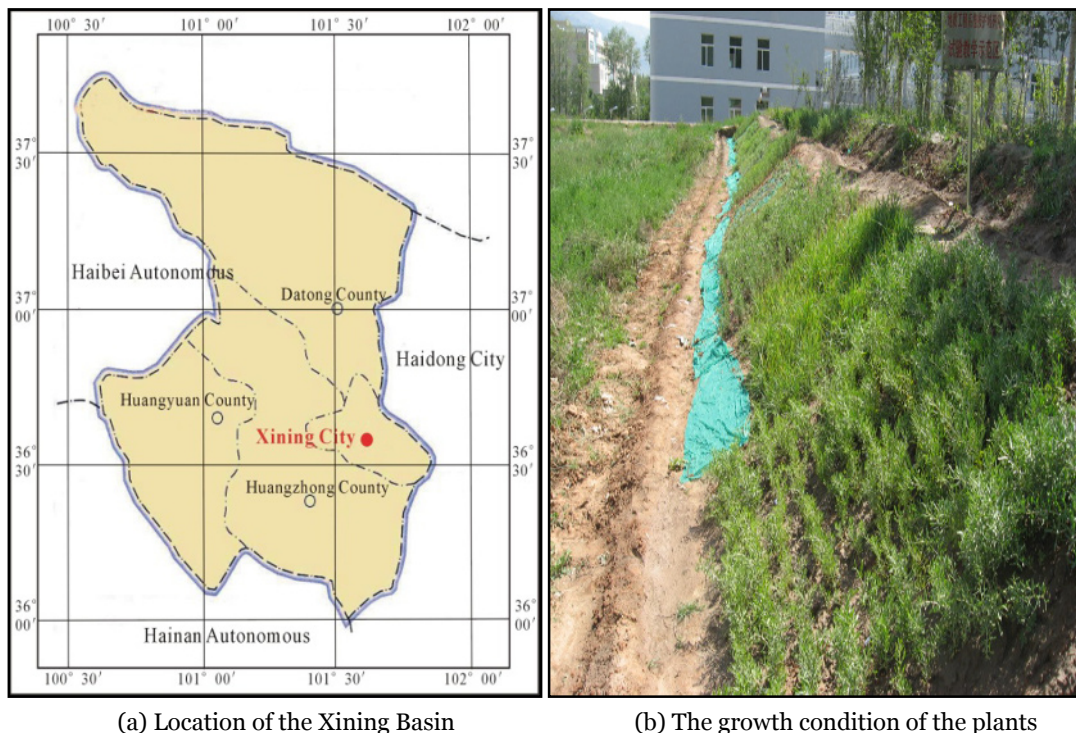 100° 30′ 101° 00′ 101° 30′ 102° 00′
37° 30′
37° 30′
Haibei Autonomous
Datong County
37° 00′
37° 00′
Haidong City
Huangyuan County
Xining City
36° 30′
36° 30′
Huangzhong County
36° 00′
36° 00′
Hainan Autonomous
100° 30′ 101° 00′ 101° 30′ 102° 00′
(a) Location of the Xining Basin
(b) The growth condition of the plants